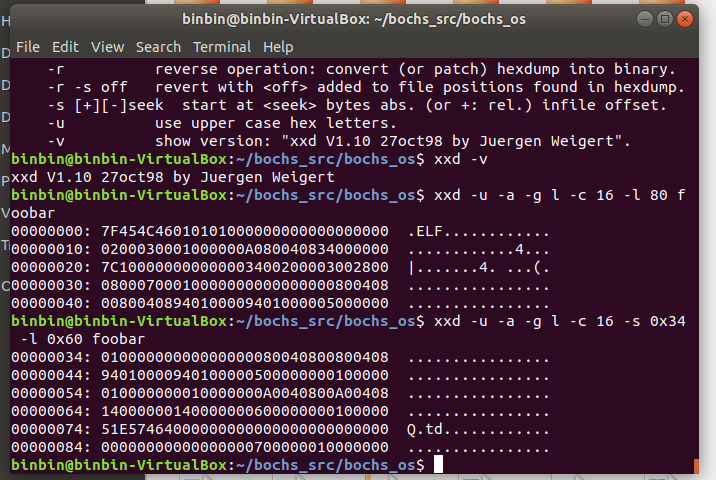 binbin@binbin-VirtualBox: ~/bochs_src/bochs_os
File Edit View Search Terminal Help
-r reverse operation: convert (or patch) hexdump into binary.
-r -s off revert with <off> added to file positions found in hexdump.
-s [+][-]seek start at <seek> bytes abs. (or +: rel.) infile offset.
-u use upper case hex letters.
-v show version: "xxd V1.10 27oct98 by Juergen Weigert".
binbin@binbin-VirtualBox:~/bochs_src/bochs_os$ xxd -v
xxd V1.10 27oct98 by Juergen Weigert
binbin@binbin-VirtualBox:~/bochs_src/bochs_os$ xxd -u -a -g l -c 16 -l 80 f
oobar
00000000: 7F454C46010101000000000000000000 .ELF............
00000010: 0200030001000000A080040834000000 ............4...
00000020: 7C100000000000003400200003002800 |.......4. ...(.
00000030: 08000700010000000000000000800408 ................
00000040: 00800408940100009401000005000000 ................
binbin@binbin-VirtualBox:~/bochs_src/bochs_os$ xxd -u -a -g l -c 16 -s 0x34
-l 0x60 foobar
00000034: 01000000000000000080040800800408 ................
00000044: 94010000940100000500000000100000 ................
00000054: 0100000000010000000A0040800A00408 ................
00000064: 14000000140000000600000000100000 ................
00000074: 51E57464000000000000000000000000 Q.td............
00000084: 00000000000000000700000010000000 ................
binbin@binbin-VirtualBox:~/bochs_src/bochs_os$